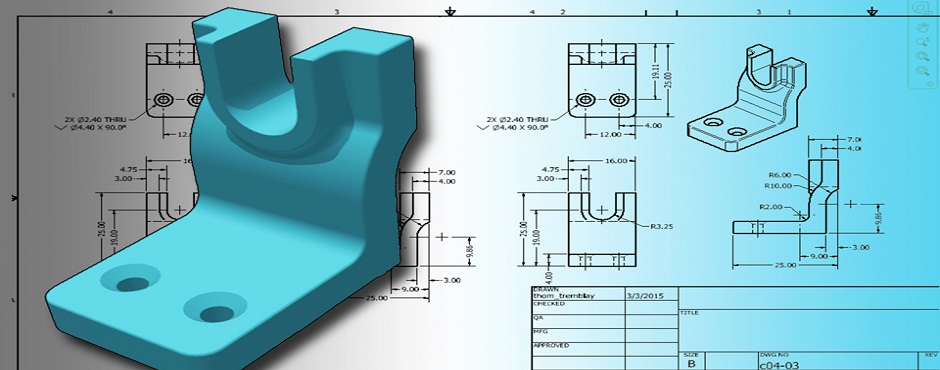 4
3
4 2
3 1
2X Ø2.40 THRU
Ø4.40 X 90.0°
12.
2X Ø2.40 THRU
Ø4.40 X 90.0°
12.00
4.00
19.11
25.00
16.
4.75
3.00
25.00
19.00
7.00
4.00
9.86
3.00
9.00
25.00
16.00
4.75
3.00
25.00
19.00
4.00
R3.25
7.00
4.00
R6.00
R10.00
R2.00
9.86
3.00
9.00
25.00
DRAWN
thom_tremblay 3/3/2015
CHECKED
QA
MFG
APPROVED
TITLE
SIZE
B
DWG NO
c04-03
REV